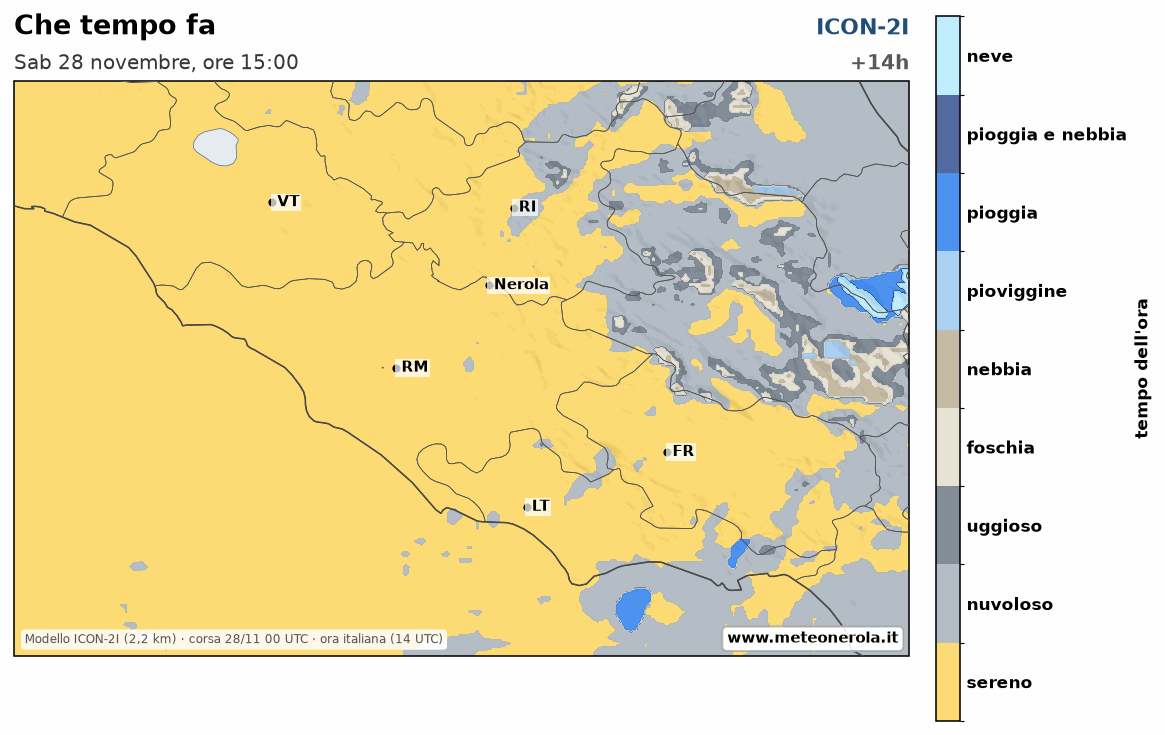 Che tempo fa
ICON-2I
Sab 28 novembre, ore 15:00
+14h
neve
pioggia e nebbia
pioggia
pioviggine
nebbia
foschia
uggioso
nuvoloso
sereno
tempo dell'ora
VT
RI
Nerola
RM
FR
LT
Modello ICON-2I (2,2 km) · corsa 28/11 00 UTC · ora italiana (14 UTC)
www.meteonerola.it